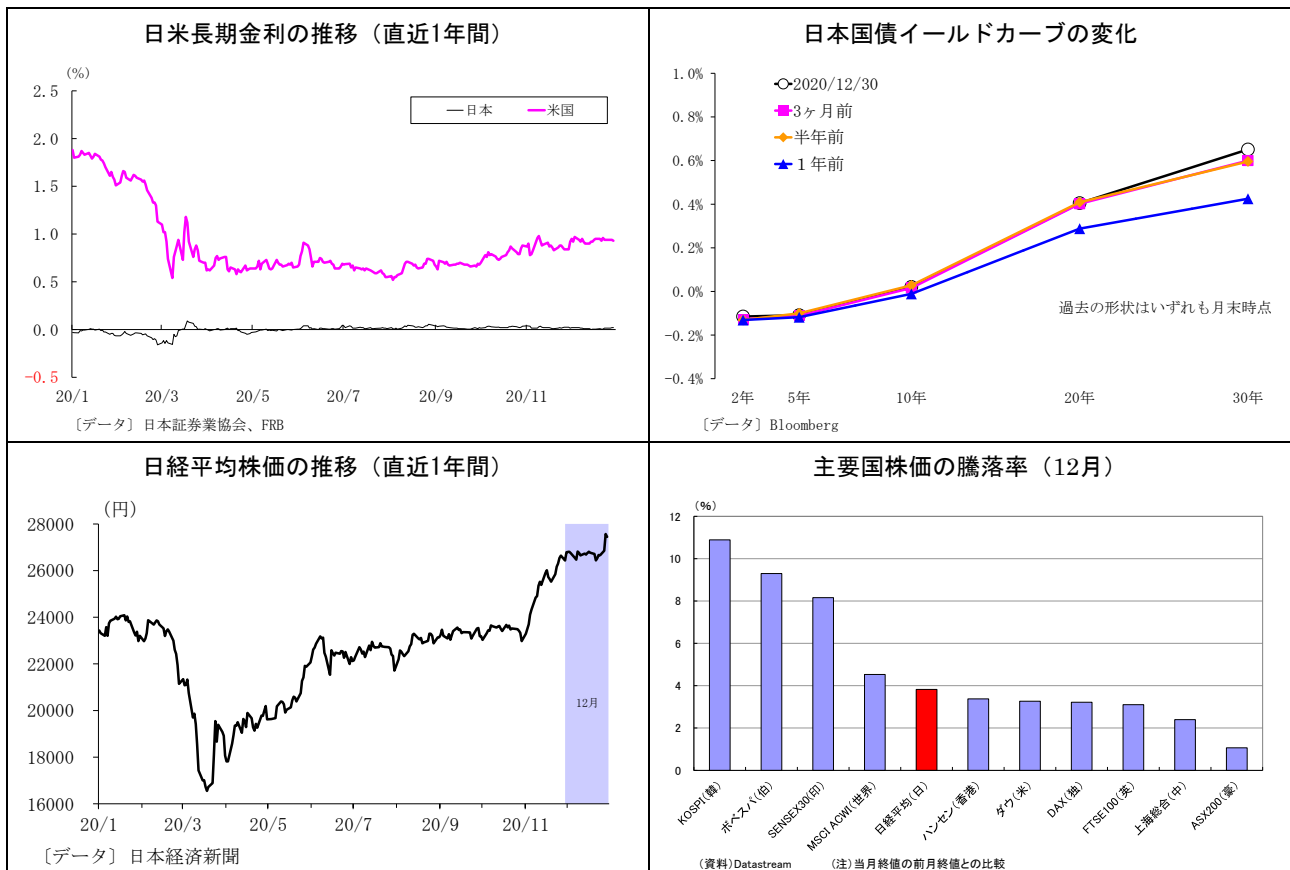 日米長期金利の推移（直近1年間）
(%)
日本
米国
2.5
2.0
1.5
1.0
0.5
0.0
-0.5
20/1
20/3
20/5
20/7
20/9
20/11
〔データ〕日本証券業協会、FRB
日本国債イールドカーブの変化
2020/12/30
3ヶ月前
半年前
１年前
1.0%
0.8%
0.6%
0.4%
0.2%
0.0%
-0.2%
-0.4%
過去の形状はいずれも月末時点
2年
5年
10年
20年
30年
〔データ〕Bloomberg
日経平均株価の推移（直近1年間）
（円）
28000
26000
24000
22000
20000
18000
16000
12月
20/1
20/3
20/5
20/7
20/9
20/11
〔データ〕日本経済新聞
主要国株価の騰落率（12月）
（%）
12
10
8
6
4
2
0
KOSPI(韓)
ボベスパ(伯)
SENSEX30(印)
MSCI ACWI(世界)
日経平均(日)
ハンセン(香港)
ダウ(米)
DAX(独)
FTSE100(英)
上海総合(中)
ASX200(豪)
（資料）Datastream
（注）当月終値の前月終値との比較